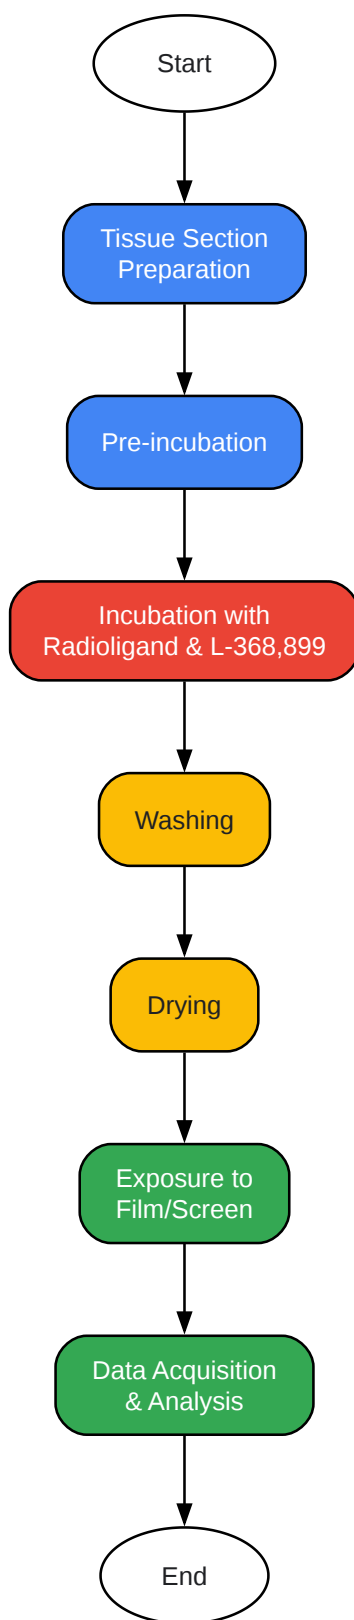 Start
Tissue Section
Preparation
Pre-incubation
Incubation with
Radioligand & L-368,899
Washing
Drying
Exposure to
Film/Screen
Data Acquisition
& Analysis
End